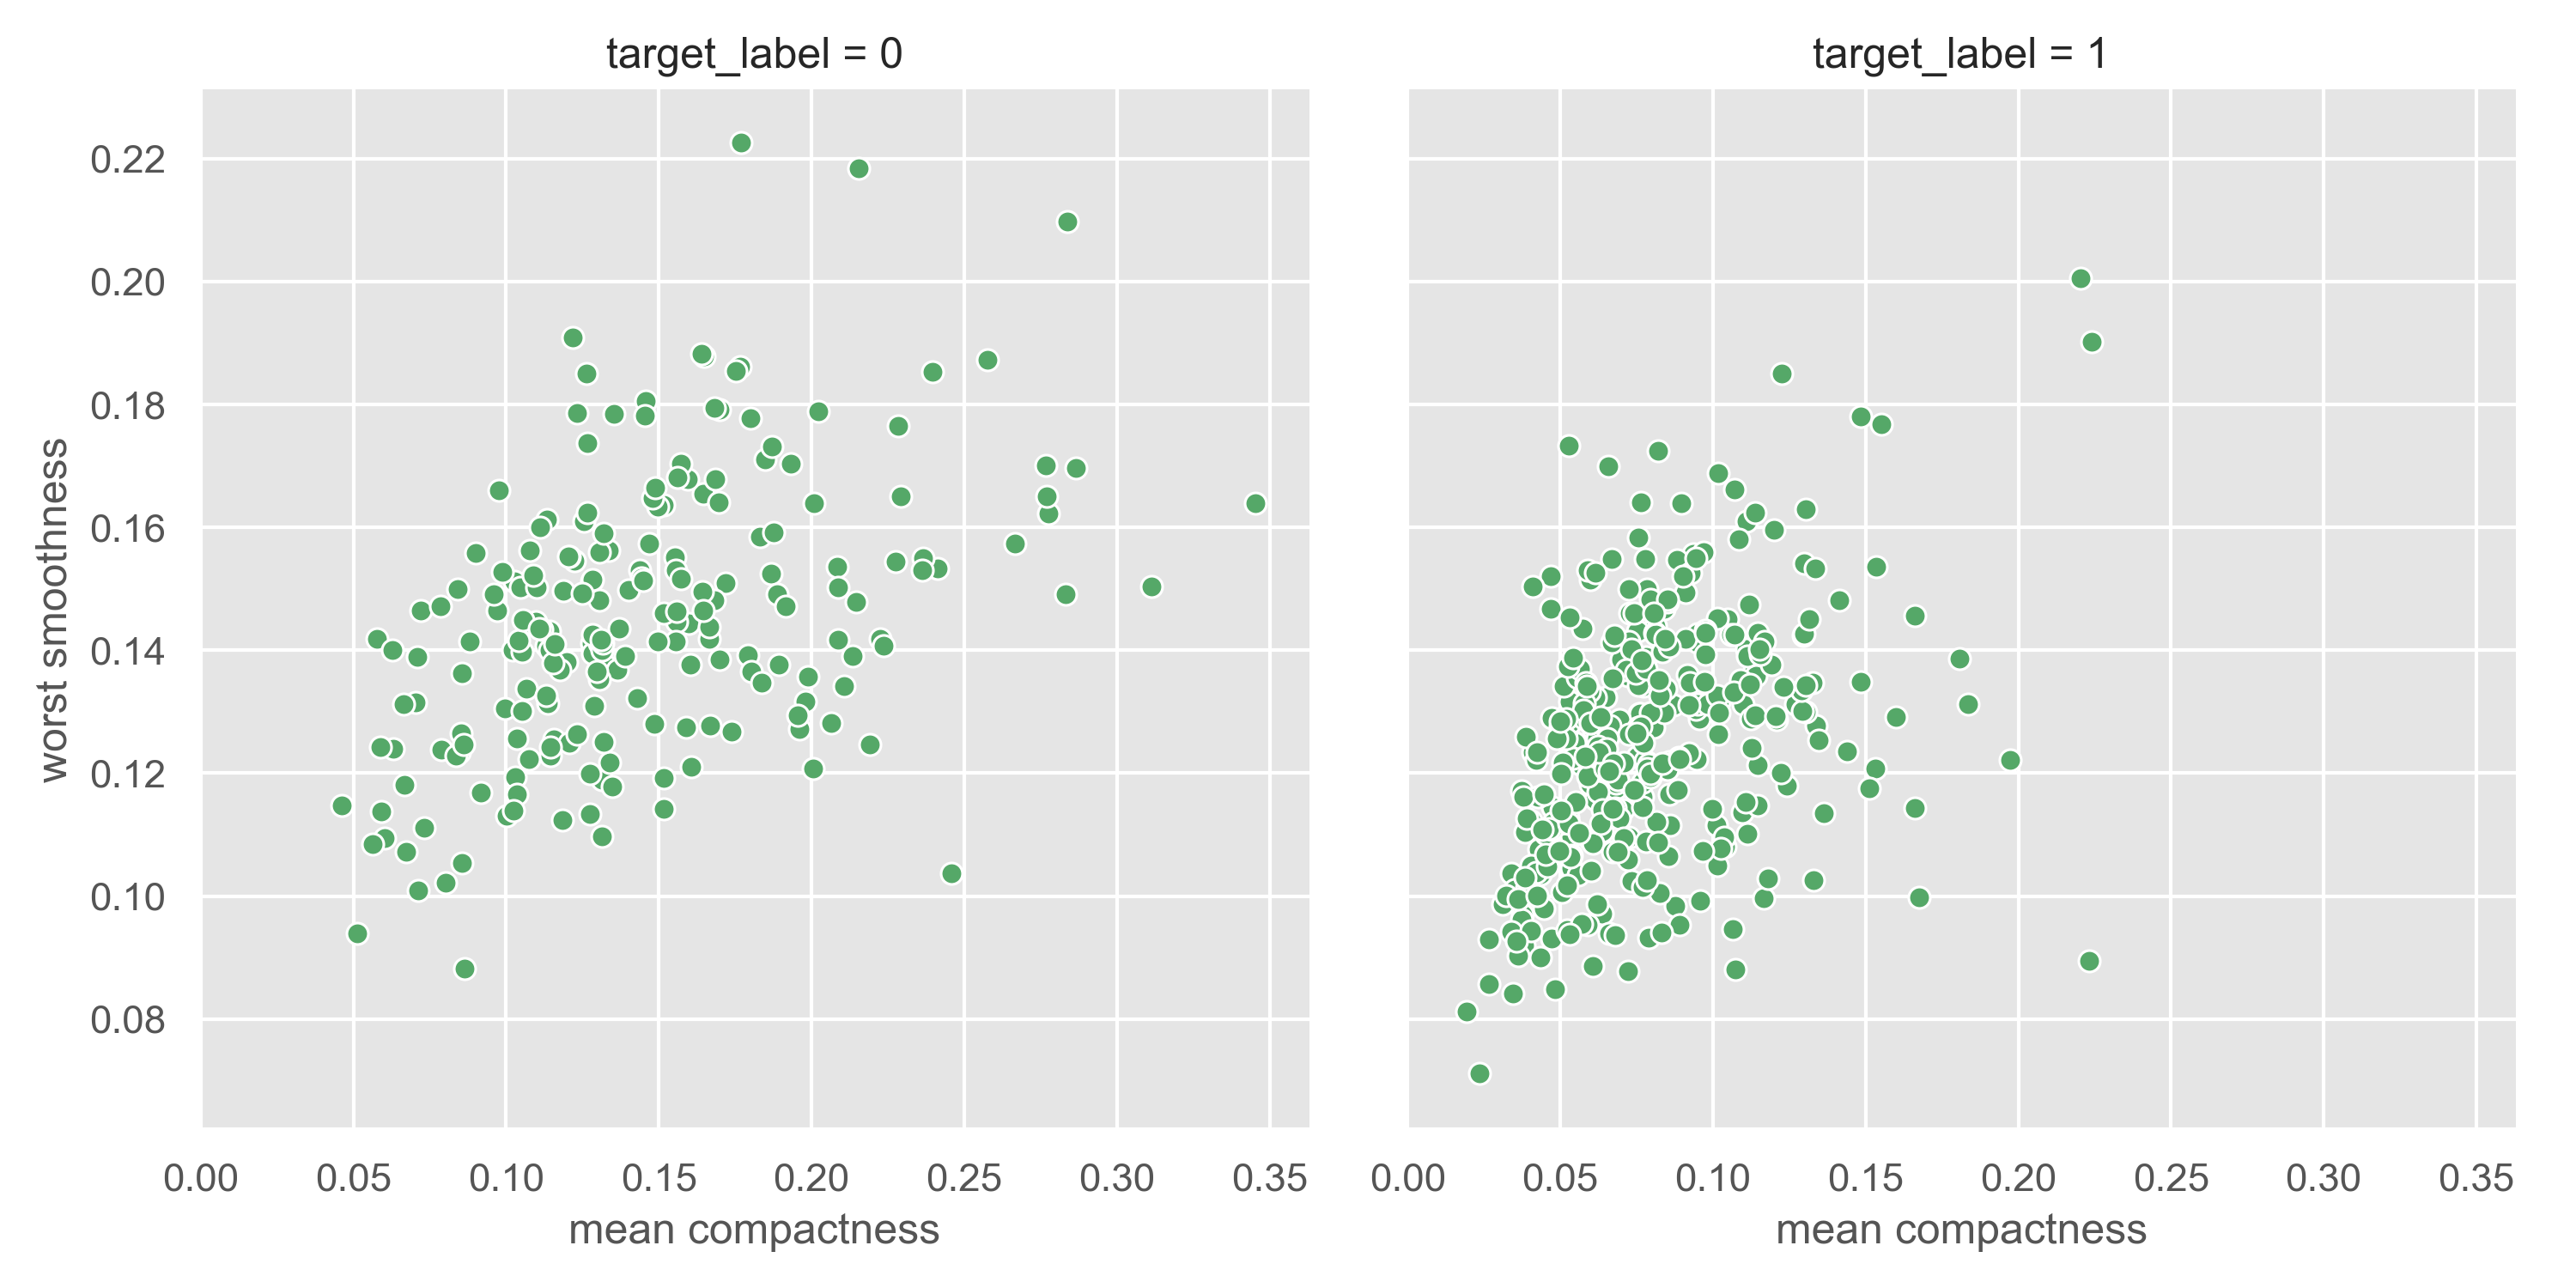 target_label = 0
target_label = 1
0.22
0.20
0.18
0.16
0.14
0.12
0.10
0.08
worst smoothness
0.00 0.05 0.10 0.15 0.20 0.25 0.30 0.35
0.00 0.05 0.10 0.15 0.20 0.25 0.30 0.35
mean compactness
mean compactness